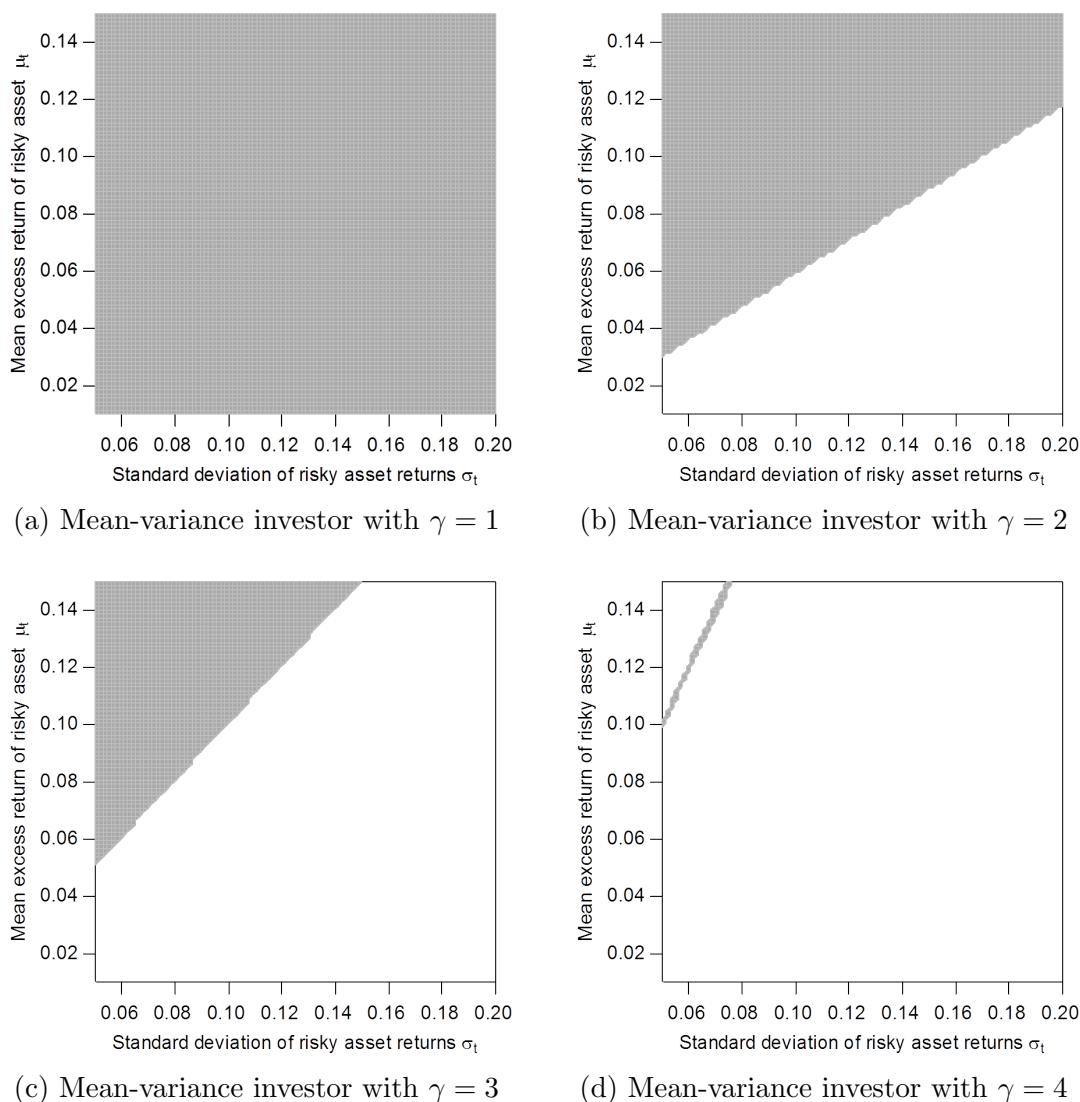 Mean excess return of risky asset μt
0.14
0.12
0.10
0.08
0.06
0.04
0.02
0.06 0.08 0.10 0.12 0.14 0.16 0.18 0.20
Standard deviation of risky asset returns σt
(a) Mean-variance investor with γ = 1
Mean excess return of risky asset μt
0.14
0.12
0.10
0.08
0.06
0.04
0.02
0.06 0.08 0.10 0.12 0.14 0.16 0.18 0.20
Standard deviation of risky asset returns σt
(b) Mean-variance investor with γ = 2
Mean excess return of risky asset μt
0.14
0.12
0.10
0.08
0.06
0.04
0.02
0.06 0.08 0.10 0.12 0.14 0.16 0.18 0.20
Standard deviation of risky asset returns σt
(c) Mean-variance investor with γ = 3
Mean excess return of risky asset μt
0.14
0.12
0.10
0.08
0.06
0.04
0.02
0.06 0.08 0.10 0.12 0.14 0.16 0.18 0.20
Standard deviation of risky asset returns σt
(d) Mean-variance investor with γ = 4